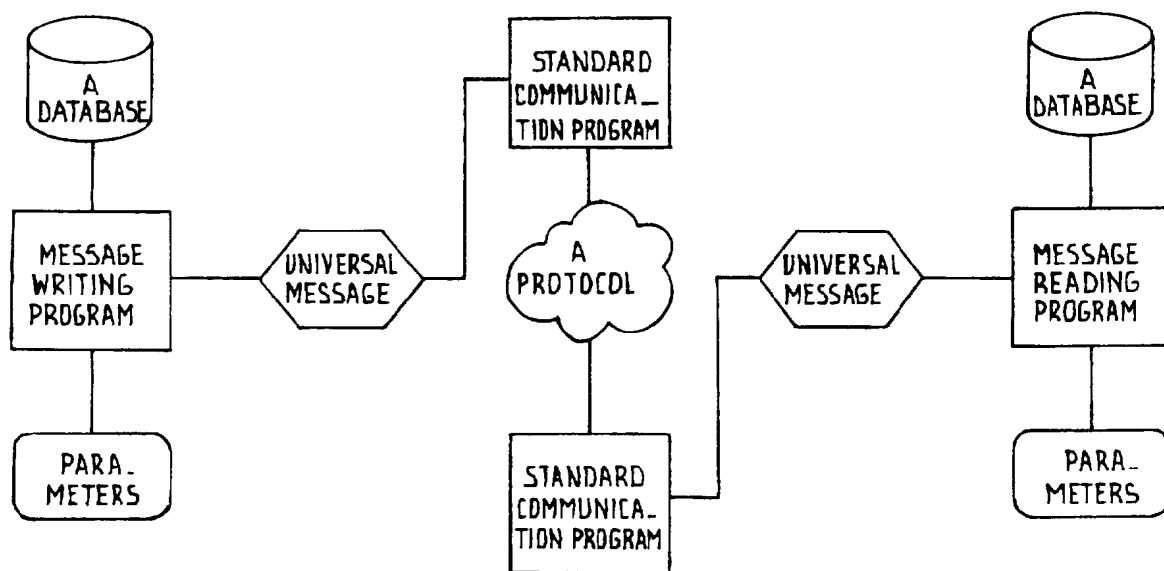 A
DATABASE
MESSAGE
WRITING
PROGRAM
PARA_
METERS
UNIVERSAL
MESSAGE
STANDARD
COMMUNICA_
TION PROGRAM
A
PROTOCOL
STANDARD
COMMUNICA_
TION PROGRAM
UNIVERSAL
MESSAGE
A
DATABASE
MESSAGE
READING
PROGRAM
PARA_
METERS